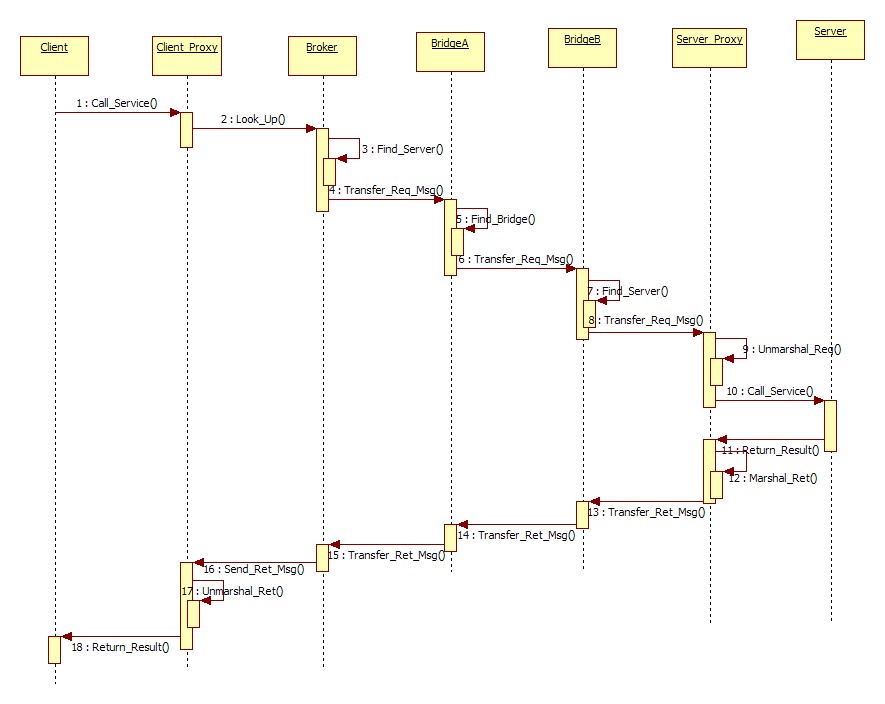 Client
Client_Proxy
Broker
BridgeA
BridgeB
Server_Proxy
Server
1 : Call_Service()
2 : Look_Up()
3 : Find_Server()
4 : Transfer_Req_Msg()
5 : Find_Bridge()
6 : Transfer_Req_Msg()
7 : Find_Server()
8 : Transfer_Req_Msg()
9 : Unmarshal_Req()
10 : Call_Service()
11 : Return_Result()
12 : Marshal_Ret()
13 : Transfer_Ret_Msg()
14 : Transfer_Ret_Msg()
15 : Transfer_Ret_Msg()
16 : Send_Ret_Msg()
17 : Unmarshal_Ret()
18 : Return_Result()